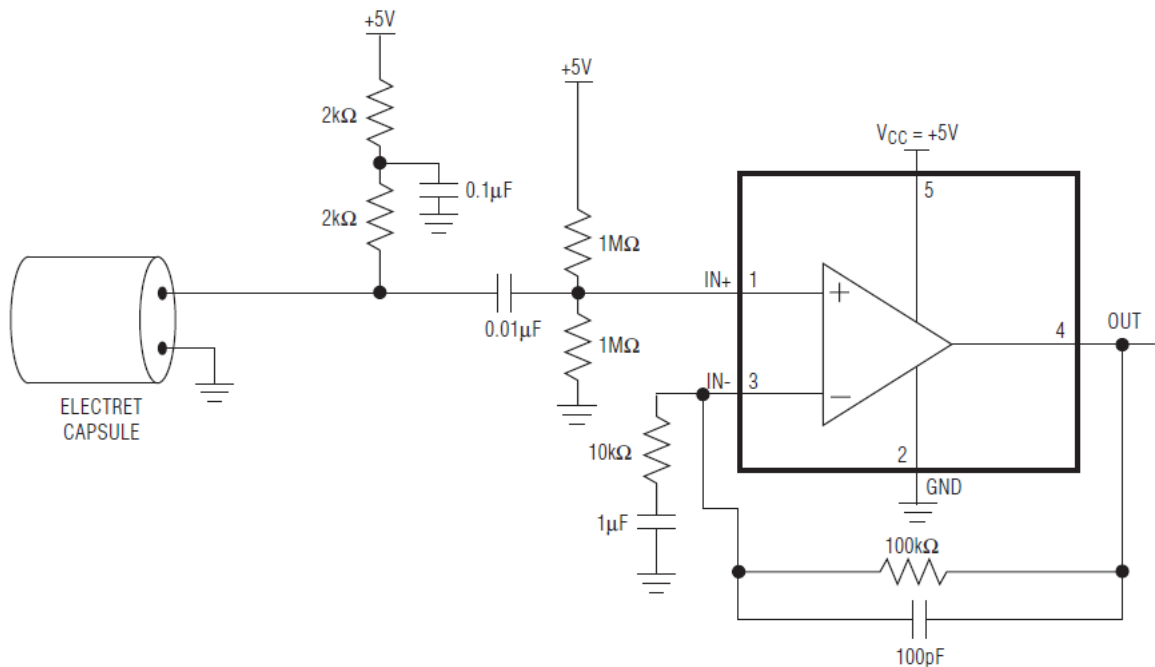 +5V
+5V
2kΩ
V_CC = +5V
5
0.1μF
2kΩ
1MΩ
IN+
1
+
0.01μF
4
OUT
1MΩ
IN-
3
−
ELECTRET
CAPSULE
10kΩ
2
GND
1μF
100kΩ
100pF